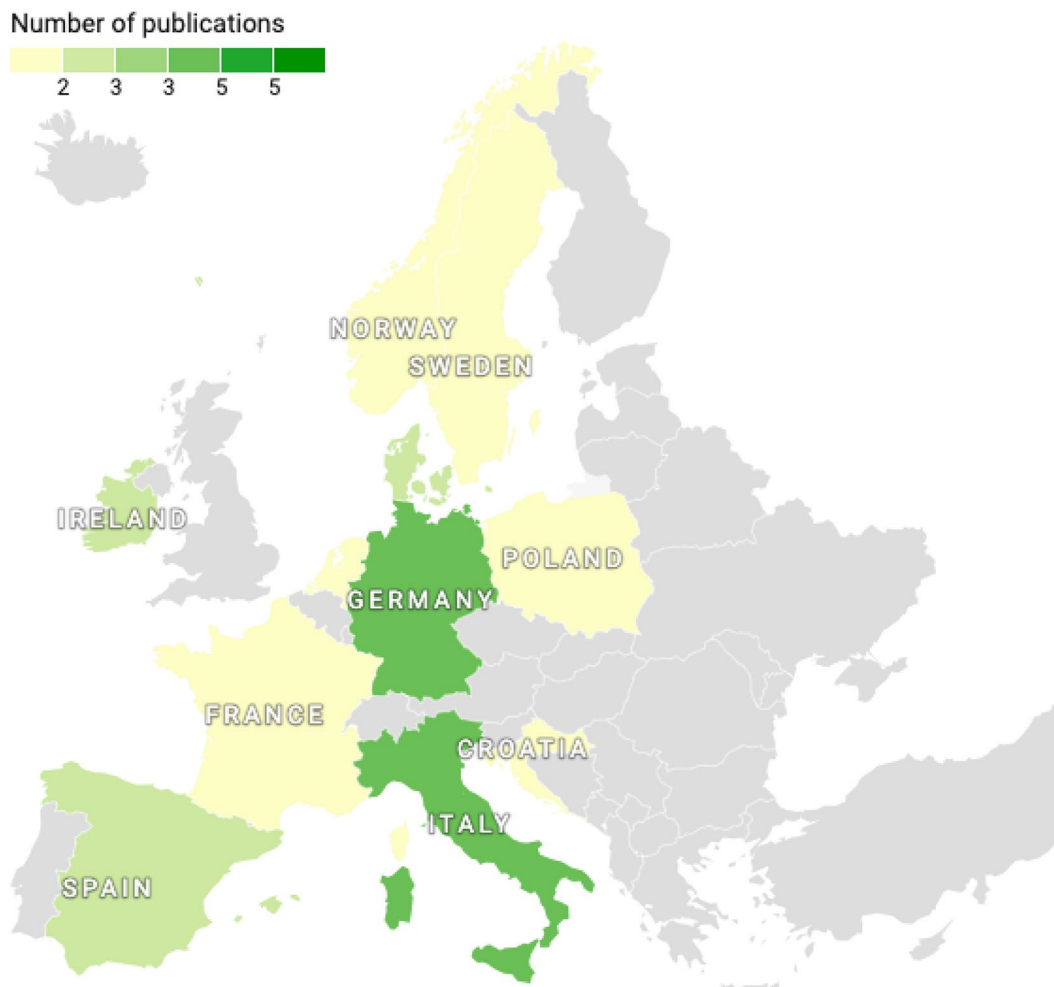 Number of publications
2 3 3 5 5
NORWAY
SWEDEN
IRELAND
POLAND
GERMANY
FRANCE
CROATIA
ITALY
SPAIN